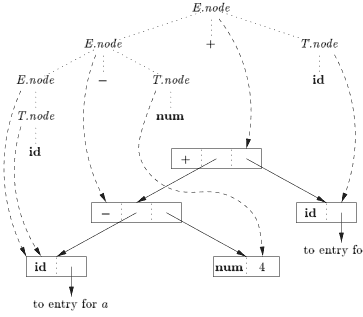 E.node
E.node + T.node
E.node − T.node id
T.node num
id
+
− id
to entry fo
id num 4
to entry for a